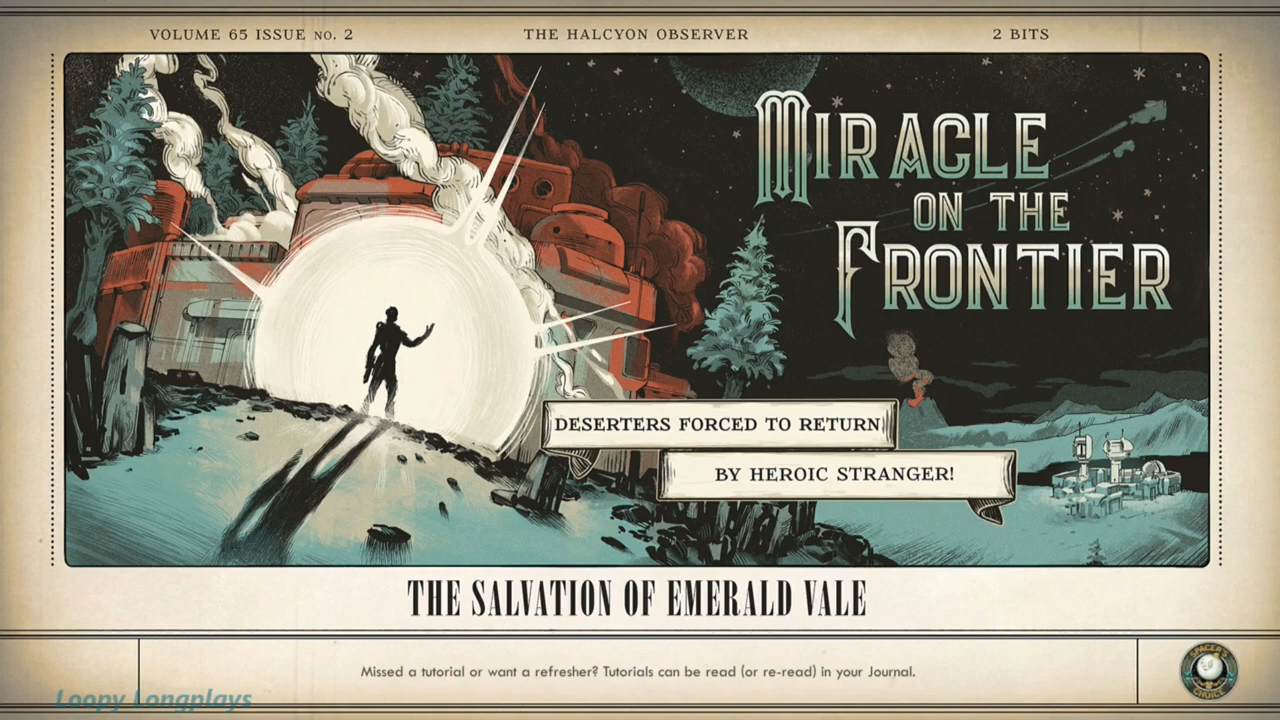 VOLUME 65 ISSUE NO. 2
THE HALCYON OBSERVER
2 BITS
MIRACLE
ON THE
FRONTIER
DESERTERS FORCED TO RETURN
BY HEROIC STRANGER!
THE SALVATION OF EMERALD VALE
Missed a tutorial or want a refresher? Tutorials can be read (or re-read) in your Journal.
SPACER'S
CHOICE
Loopy Longplays